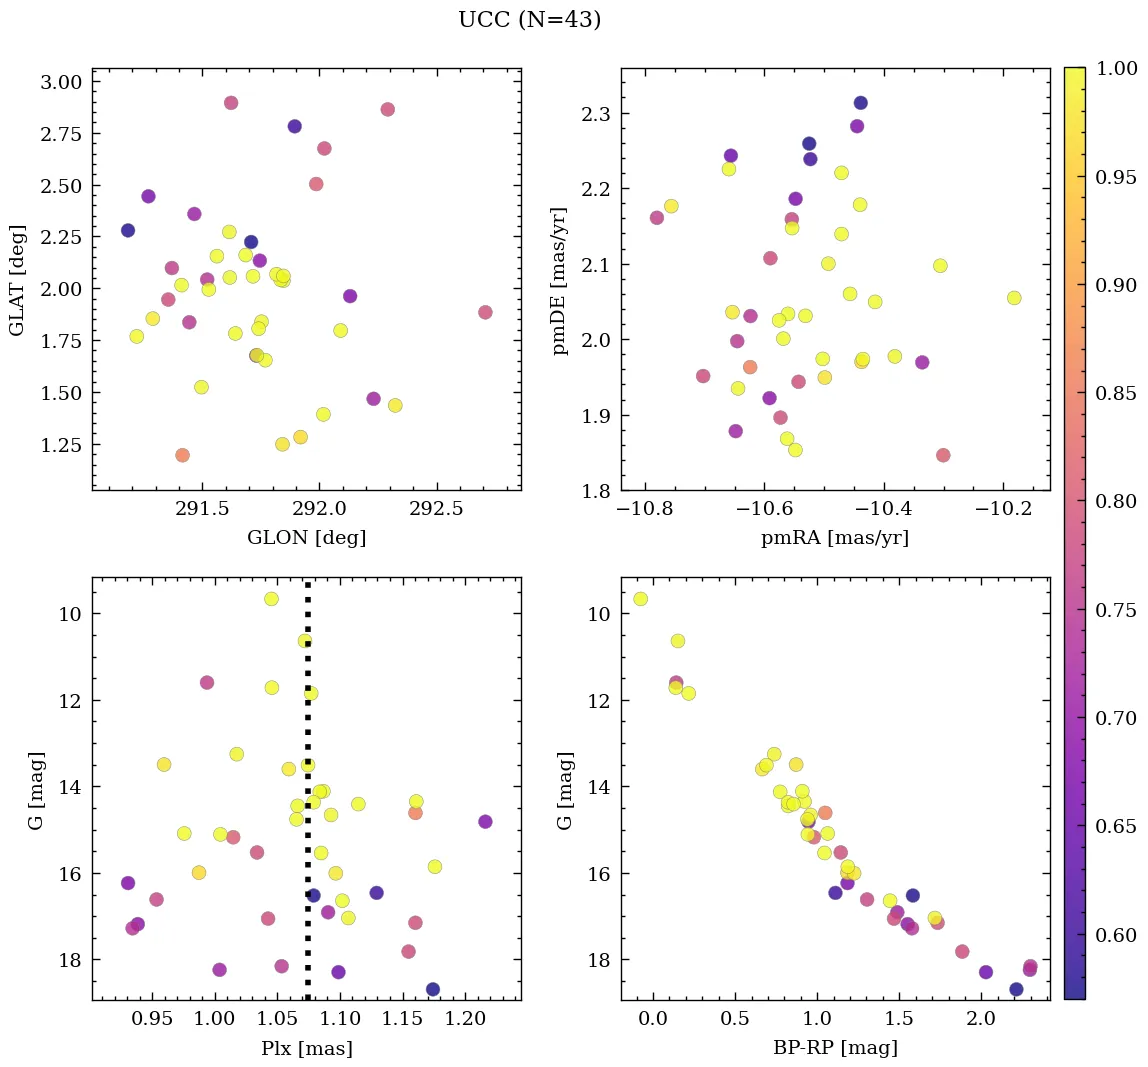 UCC (N=43)
3.00
2.75
2.50
2.25
2.00
1.75
1.50
1.25
GLAT [deg]
291.5 292.0 292.5
GLON [deg]
2.3
2.2
2.1
2.0
1.9
1.8
pmDE [mas/yr]
−10.8 −10.6 −10.4 −10.2
pmRA [mas/yr]
10
12
14
16
18
G [mag]
0.95 1.00 1.05 1.10 1.15 1.20
Plx [mas]
10
12
14
16
18
G [mag]
0.0 0.5 1.0 1.5 2.0
BP-RP [mag]
1.00
0.95
0.90
0.85
0.80
0.75
0.70
0.65
0.60